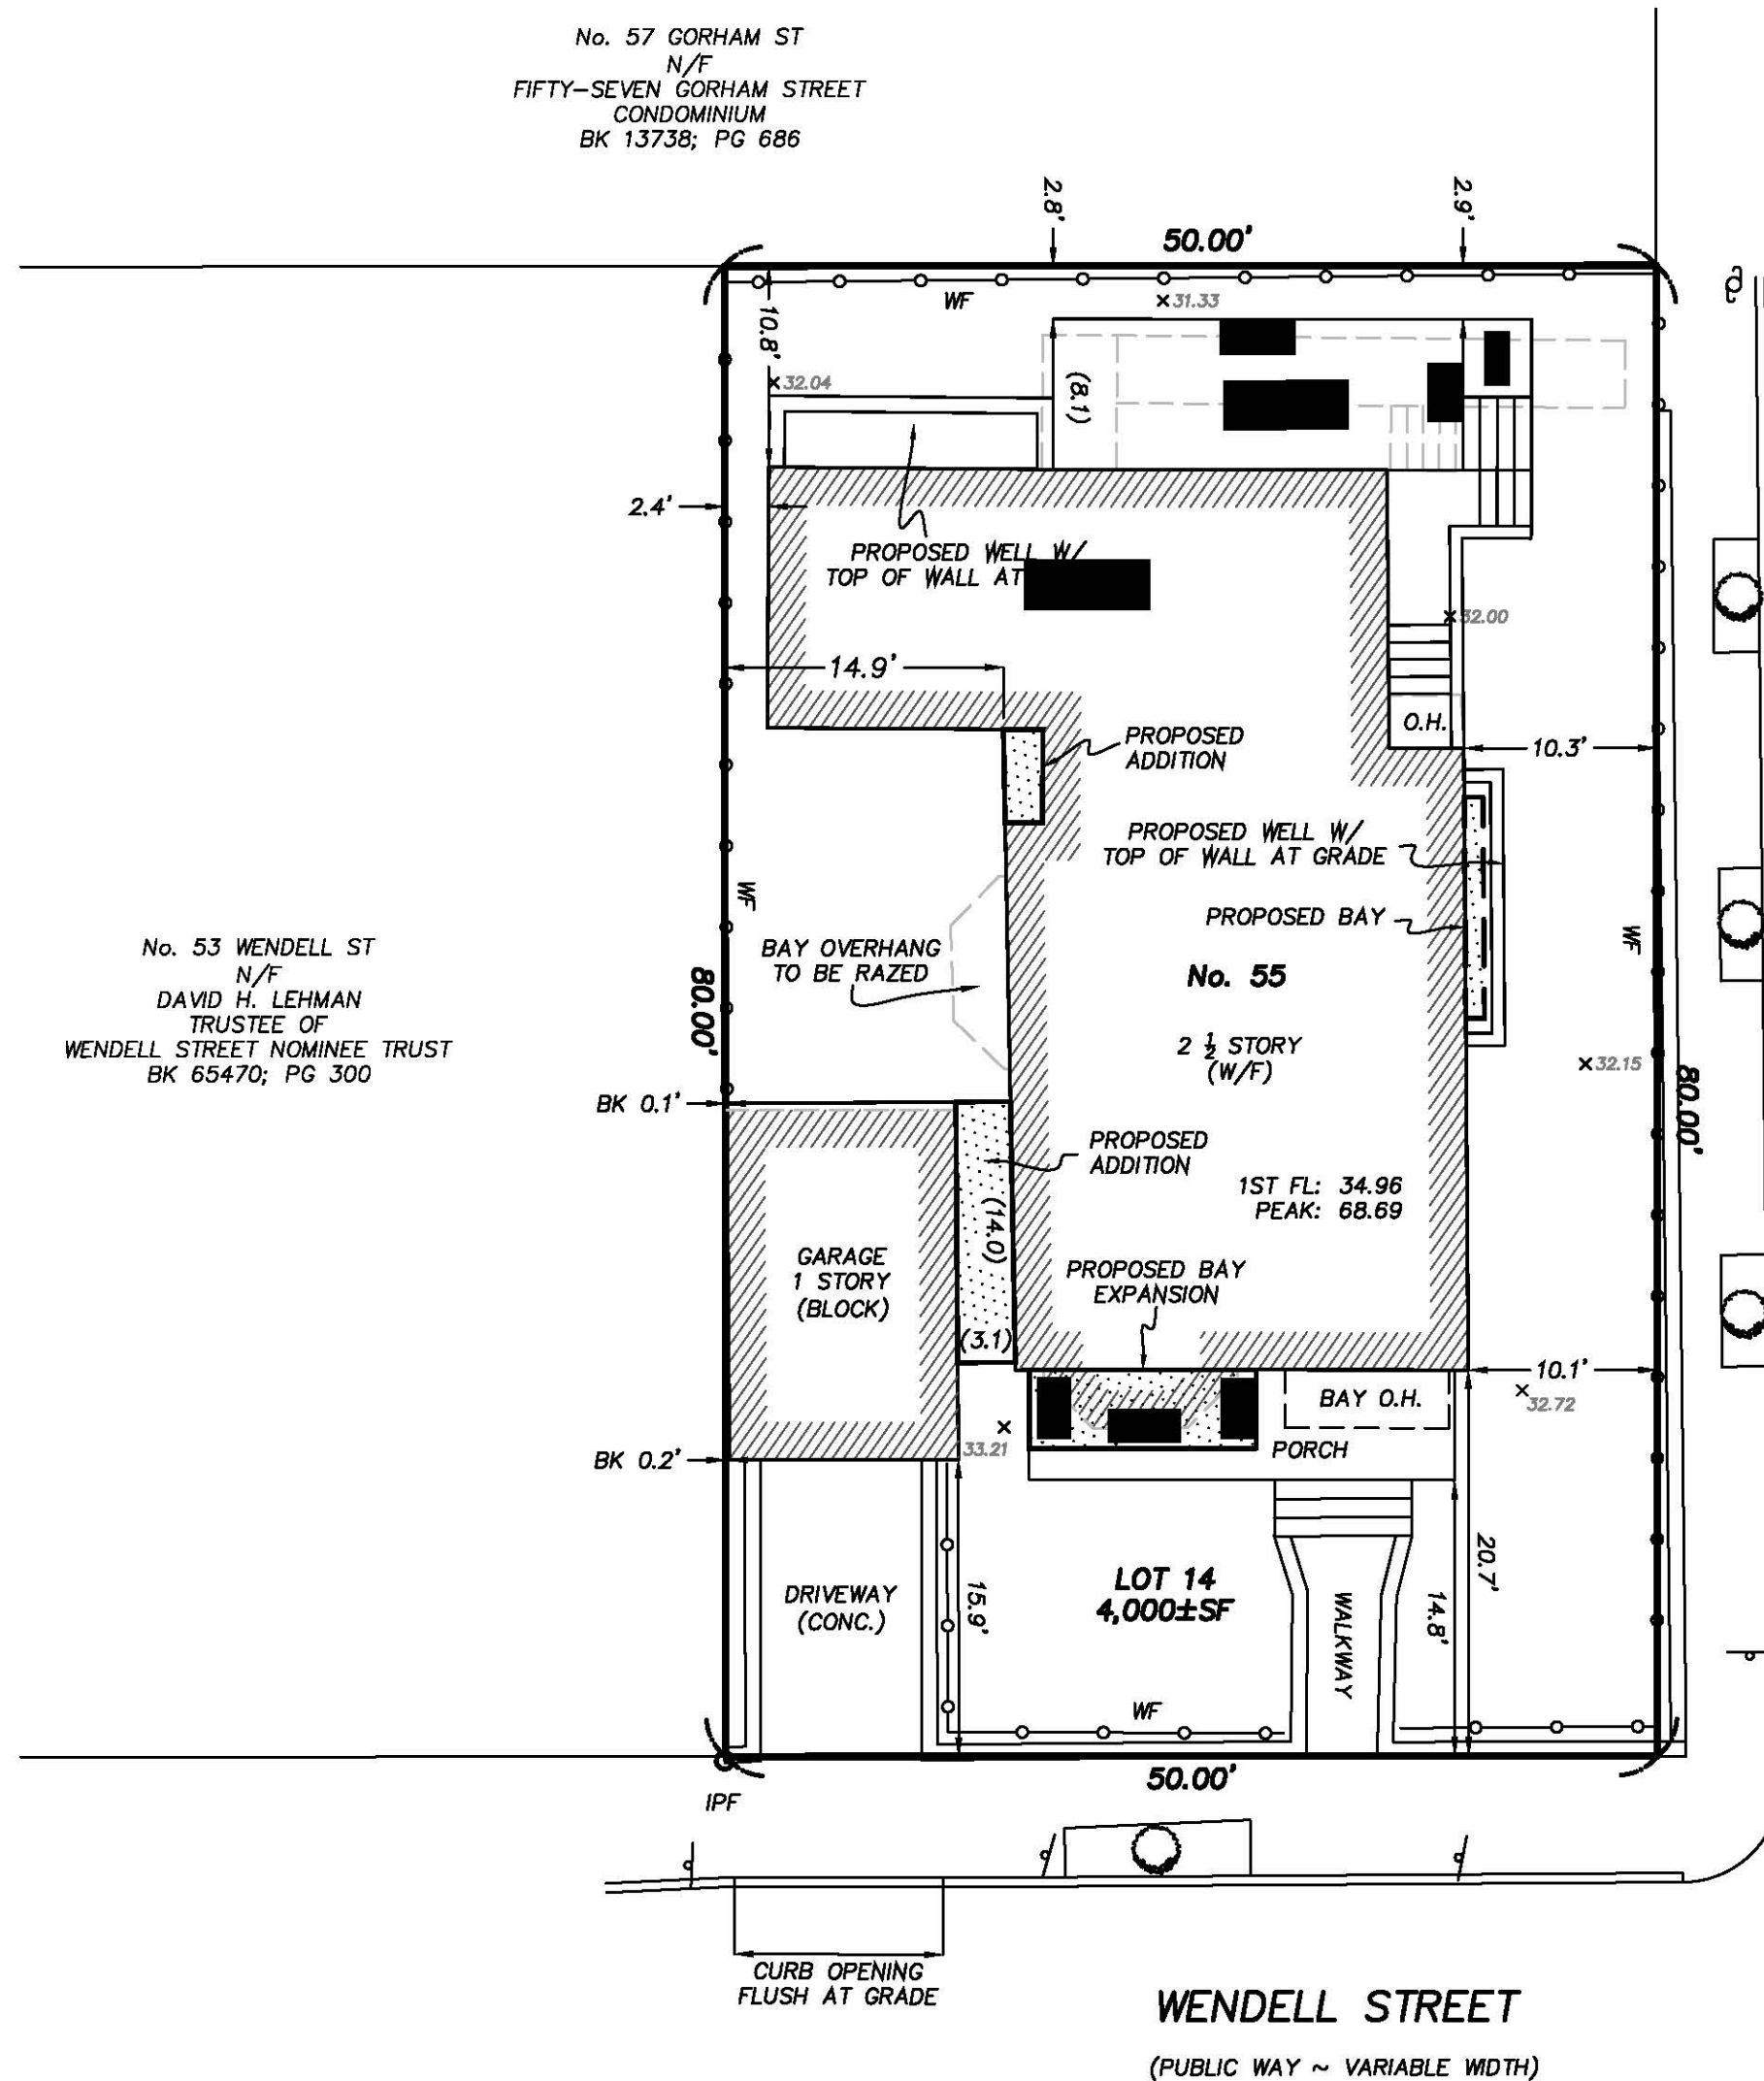 No. 57 GORHAM ST
N/F
FIFTY-SEVEN GORHAM STREET
CONDOMINIUM
BK 13738; PG 686
2.8'
2.9'
50.00'
WF
31.33
10.8'
32.04
(8.1)
2.4'
PROPOSED WELL W/
TOP OF WALL AT
32.00
14.9'
O.H.
PROPOSED
ADDITION
10.3'
PROPOSED WELL W/
TOP OF WALL AT GRADE
WF
PROPOSED BAY
WF
BAY OVERHANG
TO BE RAZED
No. 55
No. 53 WENDELL ST
N/F
DAVID H. LEHMAN
TRUSTEE OF
WENDELL STREET NOMINEE TRUST
BK 65470; PG 300
80.00'
2 ½ STORY
(W/F)
32.15
80.00'
BK 0.1'
PROPOSED
ADDITION
1ST FL: 34.96
PEAK: 68.69
(14.0)
GARAGE
1 STORY
(BLOCK)
PROPOSED BAY
EXPANSION
(3.1)
10.1'
BAY O.H.
32.72
33.21
PORCH
BK 0.2'
20.7'
LOT 14
4,000±SF
DRIVEWAY
(CONC.)
15.9'
14.8'
WALKWAY
WF
50.00'
IPF
CURB OPENING
FLUSH AT GRADE
WENDELL STREET
(PUBLIC WAY ~ VARIABLE WIDTH)